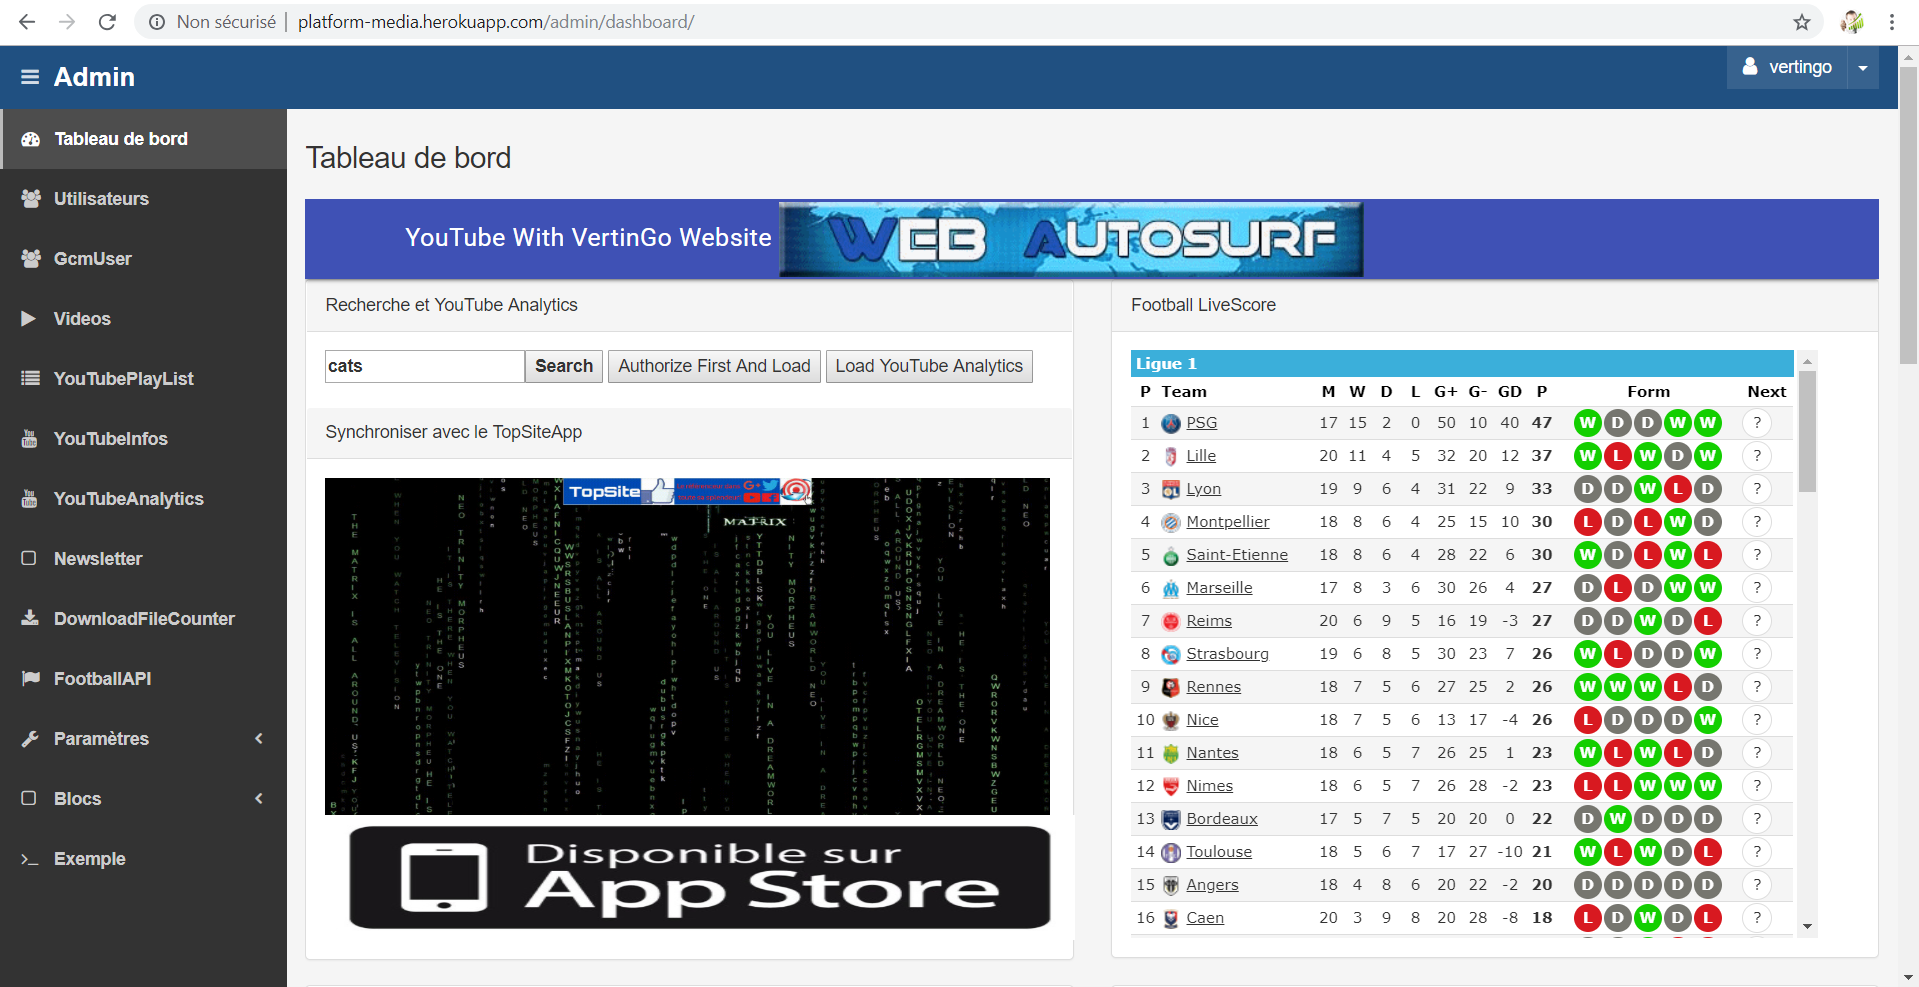 Non sécurisé | platform-media.herokuapp.com/admin/dashboard/
Admin
vertingo
Tableau de bord
Utilisateurs
GcmUser
Videos
YouTubePlayList
YouTubeInfos
YouTubeAnalytics
Newsletter
DownloadFileCounter
FootballAPI
Paramètres
Blocs
Exemple
Tableau de bord
YouTube With VertinGo Website
WEB AUTOSURF
Recherche et YouTube Analytics
cats
Search
Authorize First And Load
Load YouTube Analytics
Synchroniser avec le TopSiteApp
TopSite
MATRIX
Disponible sur
App Store
Football LiveScore
Ligue 1
P Team M W D L G+ G- GD P Form Next
1 PSG 17 15 2 0 50 10 40 47 W D D W W ?
2 Lille 20 11 4 5 32 20 12 37 W L W D W ?
3 Lyon 19 9 6 4 31 22 9 33 D D W L D ?
4 Montpellier 18 8 6 4 25 15 10 30 L D L W D ?
5 Saint-Etienne 18 8 6 4 28 22 6 30 W D L W L ?
6 Marseille 17 8 3 6 30 26 4 27 D L D W W ?
7 Reims 20 6 9 5 16 19 -3 27 D D W D L ?
8 Strasbourg 19 6 8 5 30 23 7 26 W L D D W ?
9 Rennes 18 7 5 6 27 25 2 26 W W W L D ?
10 Nice 18 7 5 6 13 17 -4 26 L D D D W ?
11 Nantes 18 6 5 7 26 25 1 23 W L W L D ?
12 Nimes 18 6 5 7 26 28 -2 23 L L W W W ?
13 Bordeaux 17 5 7 5 20 20 0 22 D W D D D ?
14 Toulouse 18 5 6 7 17 27 -10 21 W L W D L ?
15 Angers 18 4 8 6 20 22 -2 20 D D D D D ?
16 Caen 20 3 9 8 20 28 -8 18 L D W D L ?